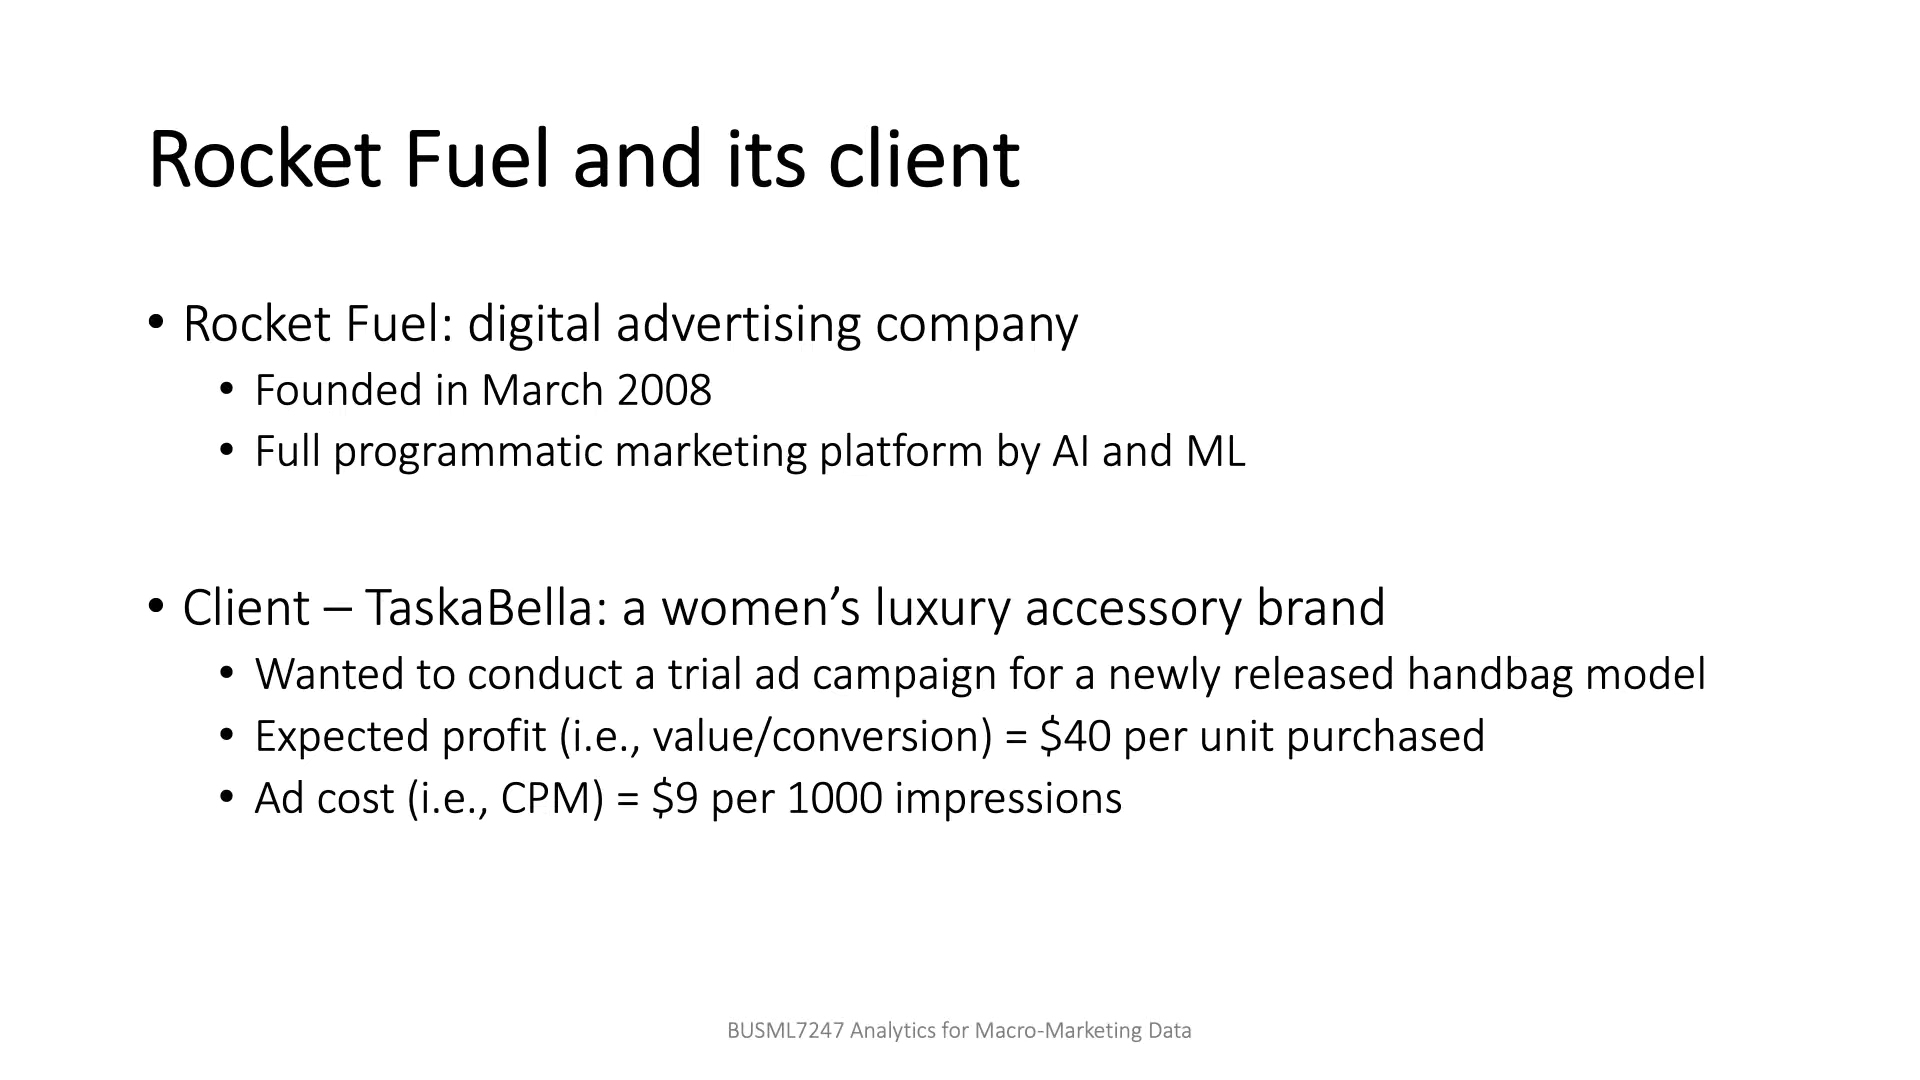 Rocket Fuel and its client
• Rocket Fuel: digital advertising company
• Founded in March 2008
• Full programmatic marketing platform by AI and ML
• Client – TaskaBella: a women’s luxury accessory brand
• Wanted to conduct a trial ad campaign for a newly released handbag model
• Expected profit (i.e., value/conversion) = $40 per unit purchased
• Ad cost (i.e., CPM) = $9 per 1000 impressions
BUSML7247 Analytics for Macro-Marketing Data